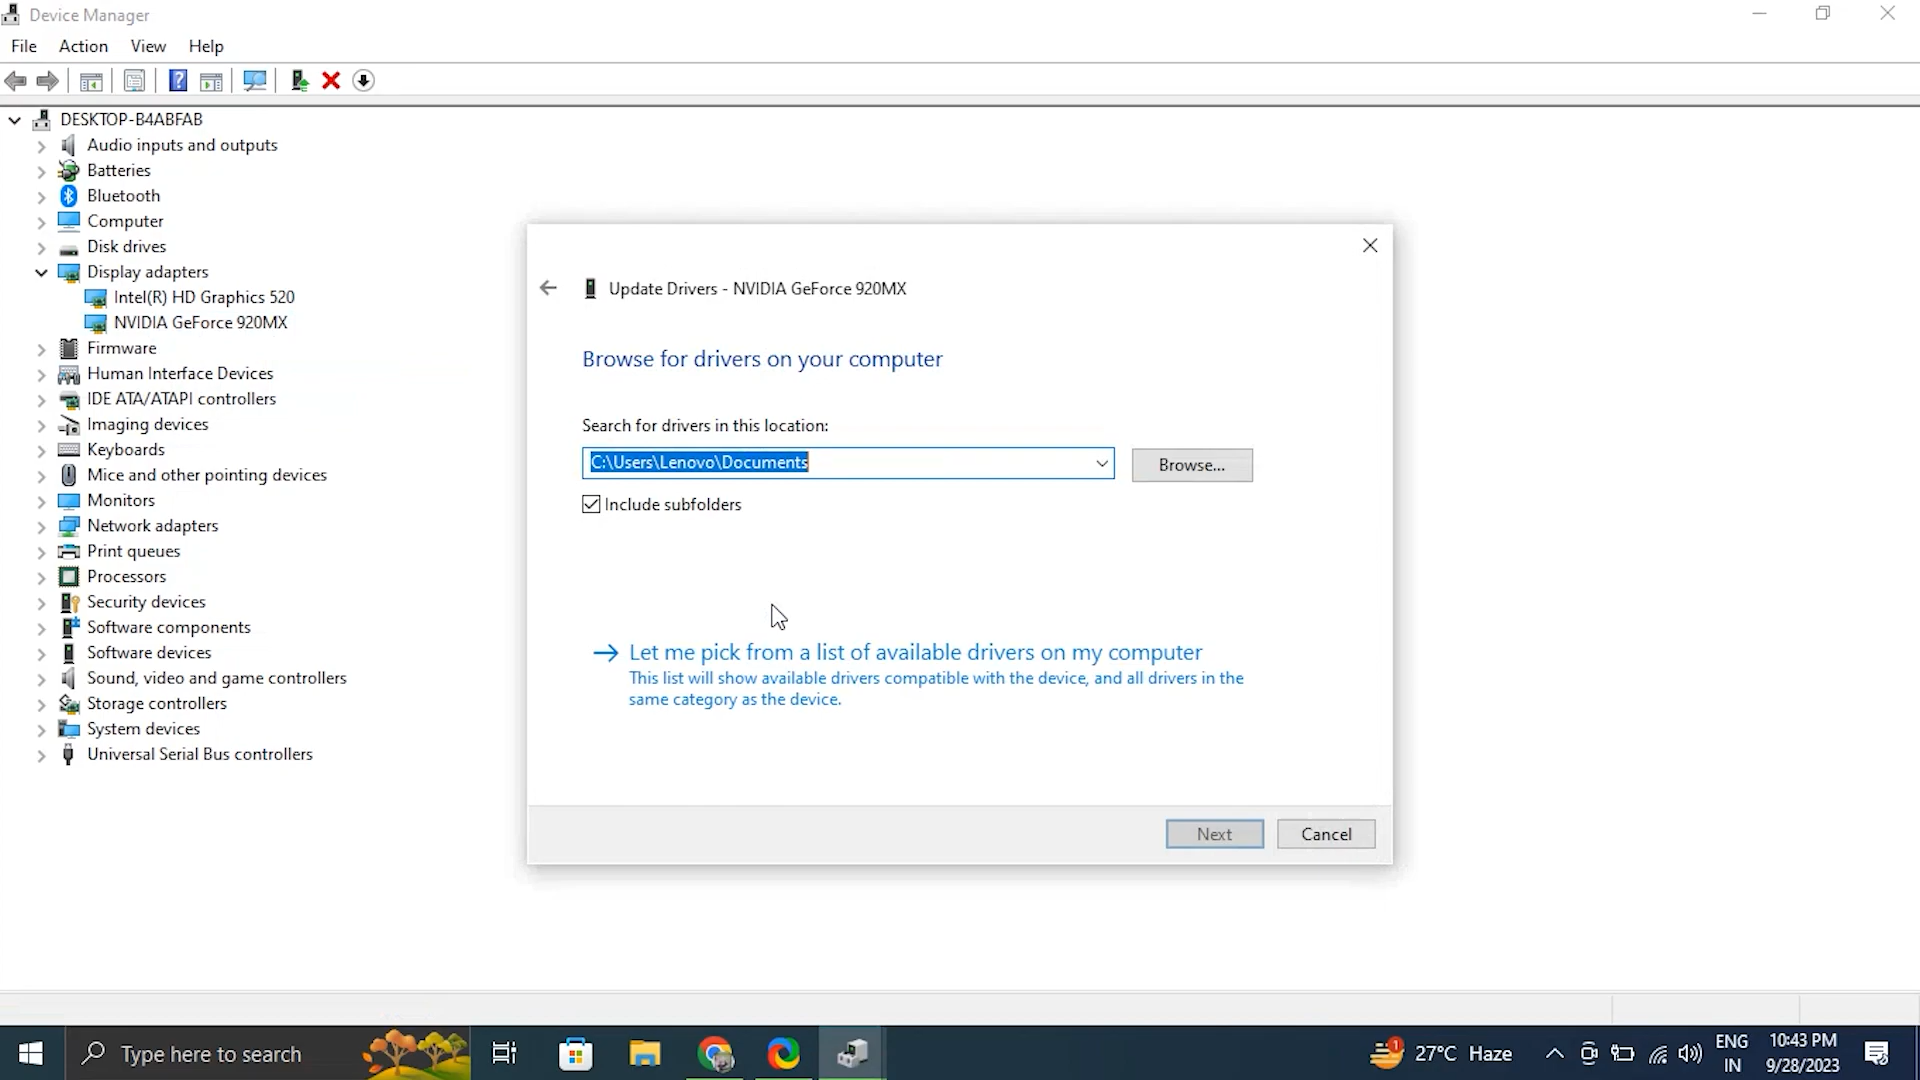 Device Manager
File Action View Help
DESKTOP-B4ABFAB
Audio inputs and outputs
Batteries
Bluetooth
Computer
Disk drives
Display adapters
Intel(R) HD Graphics 520
NVIDIA GeForce 920MX
Firmware
Human Interface Devices
IDE ATA/ATAPI controllers
Imaging devices
Keyboards
Mice and other pointing devices
Monitors
Network adapters
Print queues
Processors
Security devices
Software components
Software devices
Sound, video and game controllers
Storage controllers
System devices
Universal Serial Bus controllers
Update Drivers - NVIDIA GeForce 920MX
Browse for drivers on your computer
Search for drivers in this location:
C:\Users\Lenovo\Documents
Browse...
Include subfolders
Let me pick from a list of available drivers on my computer
This list will show available drivers compatible with the device, and all drivers in the
same category as the device.
Next Cancel
Type here to search
1
27°C Haze
ENG
IN
10:43 PM
9/28/2023